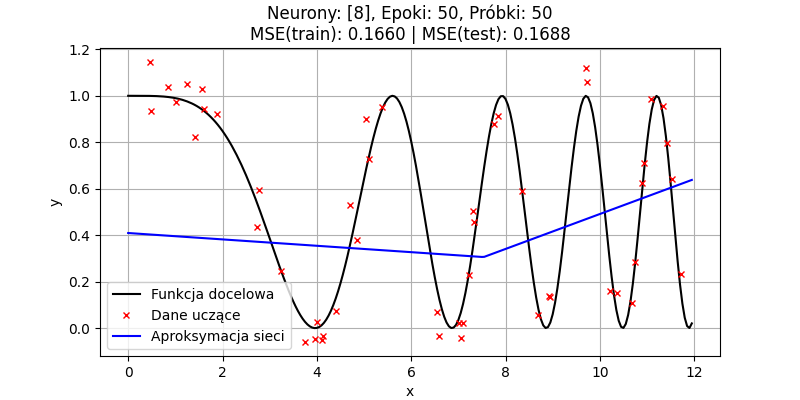 Neurony: [8], Epoki: 50, Próbki: 50
MSE(train): 0.1660 | MSE(test): 0.1688
1.2
1.0
0.8
0.6
0.4
0.2
0.0
y
Funkcja docelowa
Dane uczące
Aproksymacja sieci
0 2 4 6 8 10 12
x